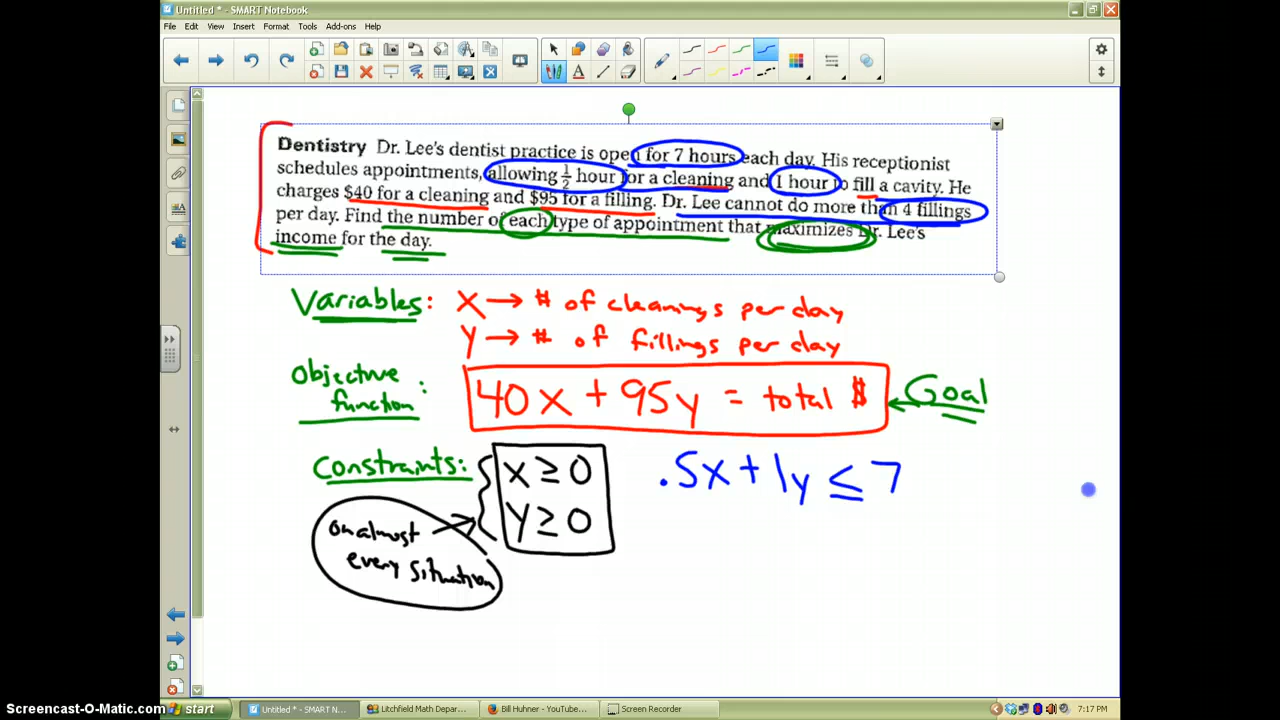 Untitled * - SMART Notebook
File Edit View Insert Format Tools Add-ons Help
Dentistry Dr. Lee's dentist practice is open for 7 hours each day. His receptionist
schedules appointments, allowing 1/2 hour for a cleaning and 1 hour to fill a cavity. He
charges $40 for a cleaning and $95 for a filling. Dr. Lee cannot do more than 4 fillings
per day. Find the number of each type of appointment that maximizes Dr. Lee's
income for the day.
Variables: X → # of cleanings per day
Y → # of fillings per day
Objective function: 40x + 95y = total $ ← Goal
Constraints: x ≥ 0 .5x + 1y ≤ 7
y ≥ 0
On almost
every situation
Screencast-O-Matic.com start Untitled * - SMART N... Litchfield Math Depar... Bill Huhner - YouTube... Screen Recorder 7:17 PM